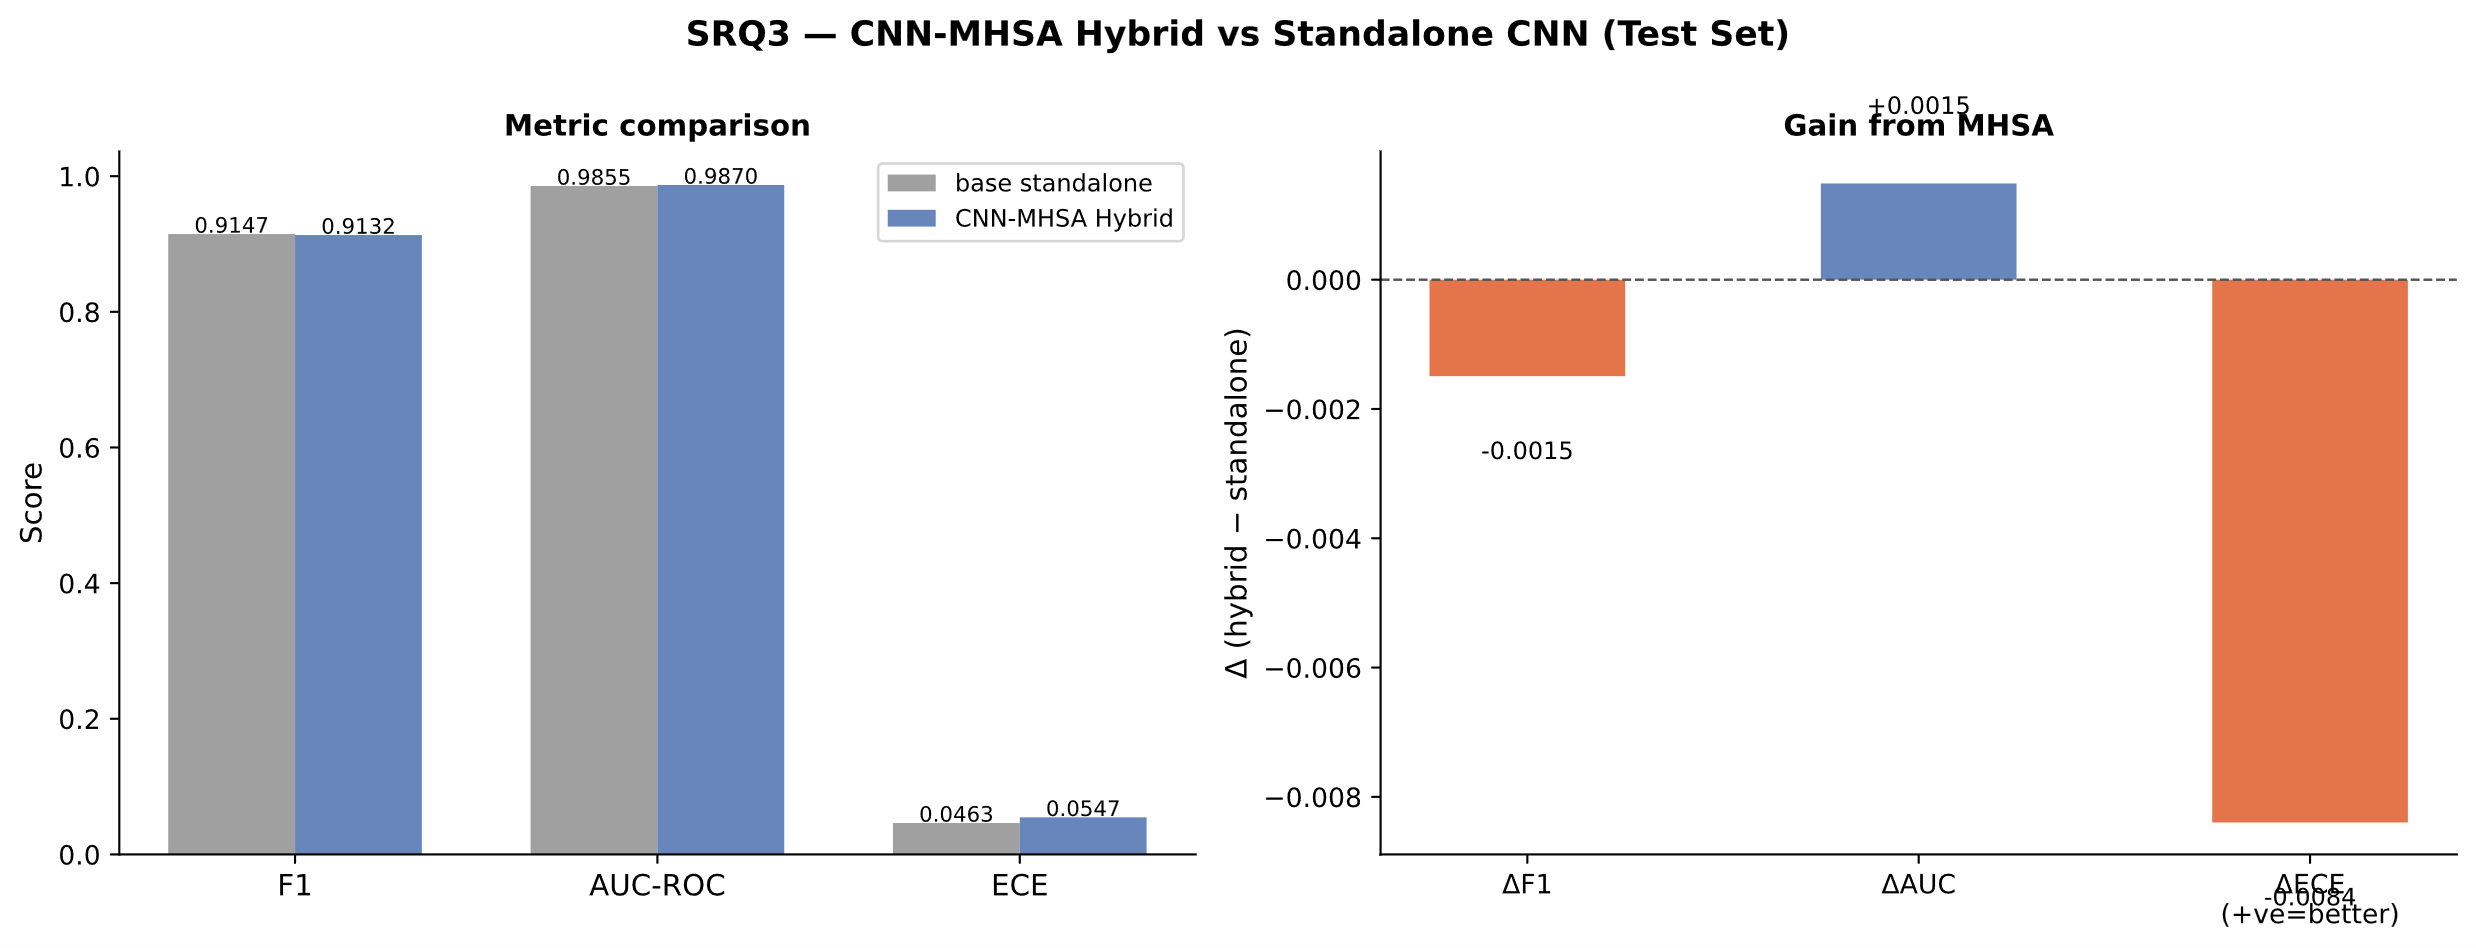 SRQ3 — CNN-MHSA Hybrid vs Standalone CNN (Test Set)
Metric comparison
Score
1.0
0.8
0.6
0.4
0.2
0.0
0.9147
0.9132
0.9855
0.9870
0.0463
0.0547
base standalone
CNN-MHSA Hybrid
F1
AUC-ROC
ECE
+0.0015
Gain from MHSA
Δ (hybrid − standalone)
0.000
−0.002
−0.004
−0.006
−0.008
-0.0015
ΔF1
ΔAUC
ΔECE
-0.0084
(+ve=better)